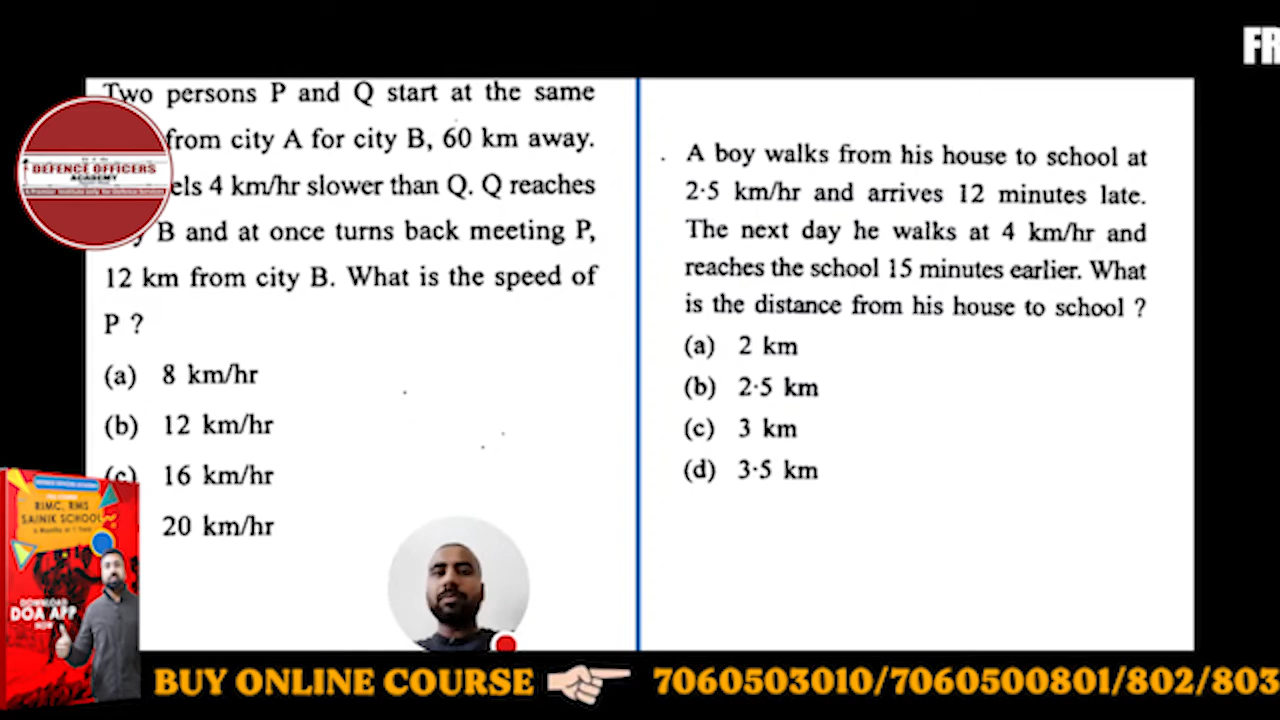 FR
Two persons P and Q start at the same
from city A for city B, 60 km away.
els 4 km/hr slower than Q. Q reaches
B and at once turns back meeting P,
12 km from city B. What is the speed of
P ?
(a) 8 km/hr
(b) 12 km/hr
(c) 16 km/hr
20 km/hr
A boy walks from his house to school at
2·5 km/hr and arrives 12 minutes late.
The next day he walks at 4 km/hr and
reaches the school 15 minutes earlier. What
is the distance from his house to school ?
(a) 2 km
(b) 2·5 km
(c) 3 km
(d) 3·5 km
DEFENCE OFFICERS
ACADEMY
RIMC, RMS
SAINIK SCHOOL
DOWNLOAD
DOA APP
NOW
BUY ONLINE COURSE
7060503010/7060500801/802/803